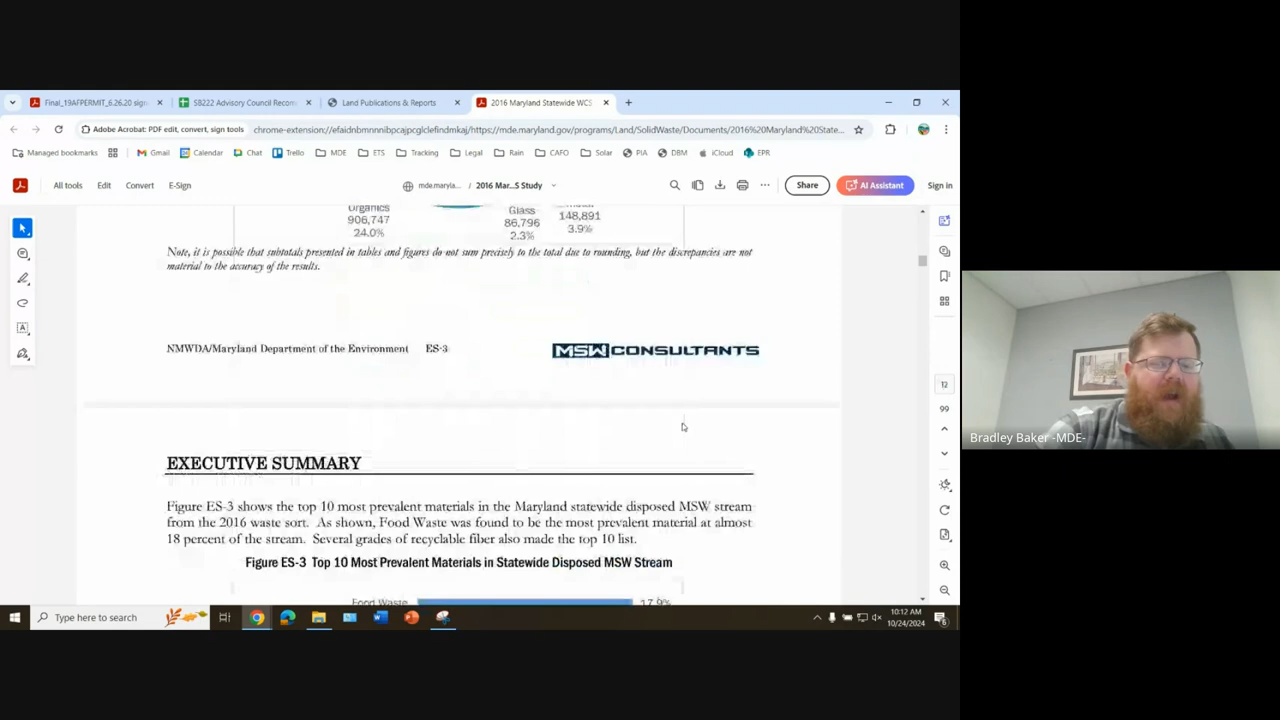 Final_19AFPERMIT_6.26.20 sig
SB222 Advisory Council Recom
Land Publications & Reports
2016 Maryland Statewide WCS
Adobe Acrobat: PDF edit, convert, sign tools
chrome-extension://efaidnbmnnnibpcajpcglclefindmkaj/https://mde.maryland.gov/programs/Land/SolidWaste/Documents/2016%20Maryland%20State...
Managed bookmarks
Gmail
Calendar
Chat
Trello
MDE
ETS
Tracking
Legal
Rain
CAFO
Solar
PIA
DBM
iCloud
EPR
All tools
Edit
Convert
E-Sign
mde.maryla...
/
2016 Mar...S Study
Share
AI Assistant
Sign in
Organics
906,747
24.0%
Glass
86,796
2.3%
148,891
3.9%
Note, it is possible that subtotals presented in tables and figures do not sum precisely to the total due to rounding, but the discrepancies are not
material to the accuracy of the results.
NMWDA/Maryland Department of the Environment ES-3
MSW CONSULTANTS
12
99
EXECUTIVE SUMMARY
Figure ES-3 shows the top 10 most prevalent materials in the Maryland statewide disposed MSW stream
from the 2016 waste sort. As shown, Food Waste was found to be the most prevalent material at almost
18 percent of the stream. Several grades of recyclable fiber also made the top 10 list.
Figure ES-3 Top 10 Most Prevalent Materials in Statewide Disposed MSW Stream
Food Waste
17.9%
Type here to search
10:12 AM
10/24/2024
Bradley Baker -MDE-